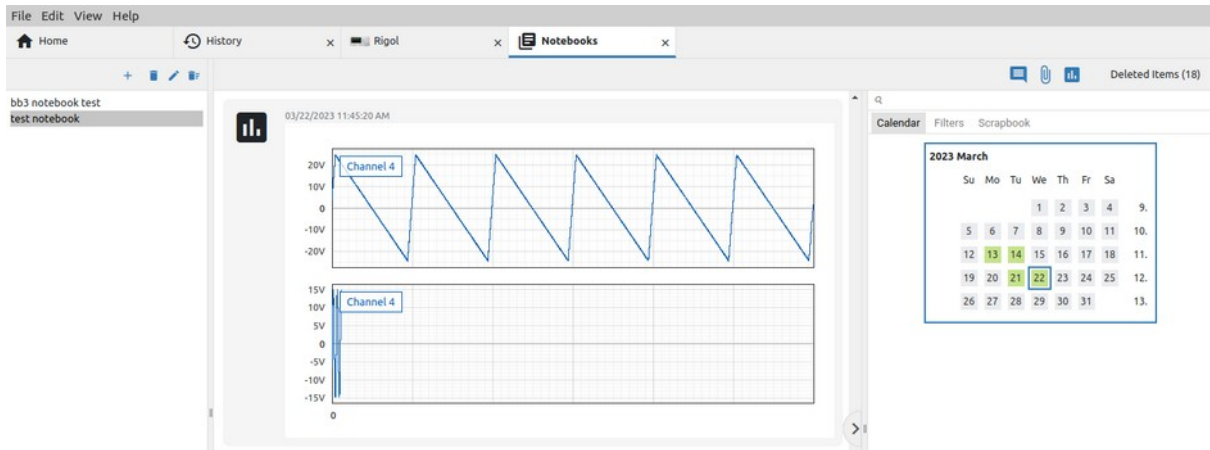 File Edit View Help
Home History x Rigol x Notebooks x
Deleted Items (18)
bb3 notebook test
test notebook
03/22/2023 11:45:20 AM
20V
10V
0
-10V
-20V
Channel 4
15V
10V
5V
0
-5V
-10V
-15V
Channel 4
0
Calendar Filters Scrapbook
2023 March
Su Mo Tu We Th Fr Sa
1 2 3 4 9.
5 6 7 8 9 10 11 10.
12 13 14 15 16 17 18 11.
19 20 21 22 23 24 25 12.
26 27 28 29 30 31 13.